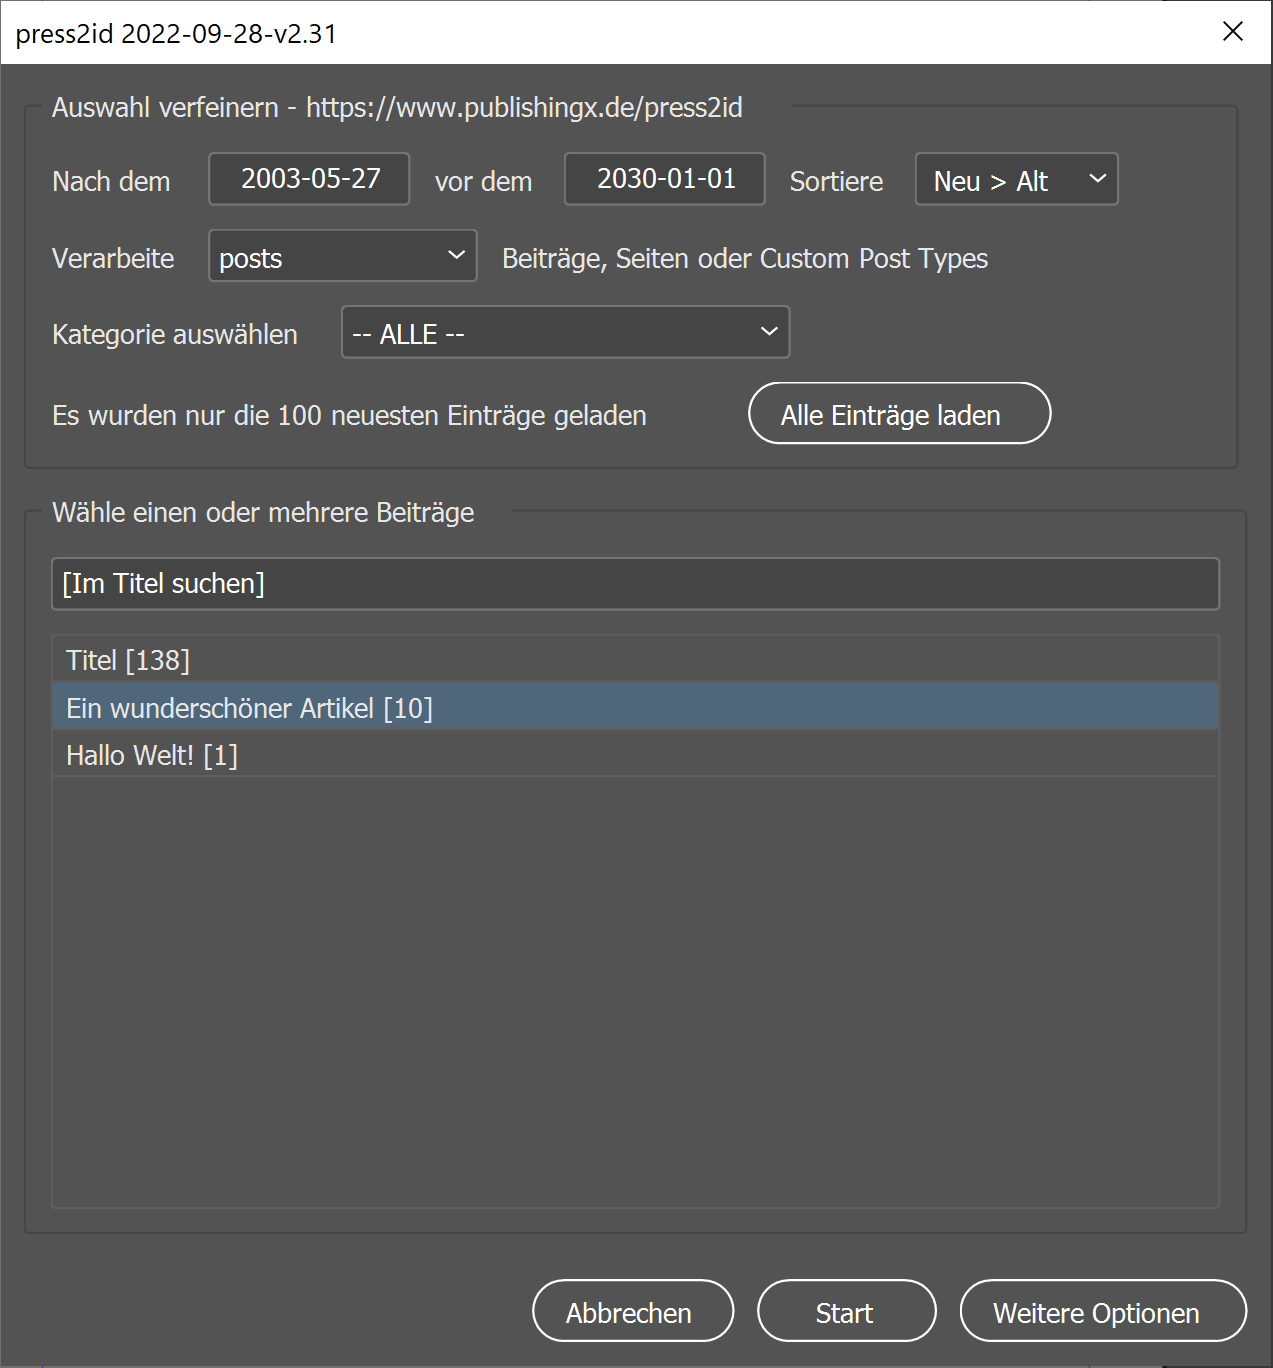 press2id 2022-09-28-v2.31
Auswahl verfeinern - https://www.publishingx.de/press2id
Nach dem 2003-05-27 vor dem 2030-01-01 Sortiere Neu > Alt
Verarbeite posts Beiträge, Seiten oder Custom Post Types
Kategorie auswählen -- ALLE --
Es wurden nur die 100 neuesten Einträge geladen Alle Einträge laden
Wähle einen oder mehrere Beiträge
[Im Titel suchen]
Titel [138]
Ein wunderschöner Artikel [10]
Hallo Welt! [1]
Abbrechen Start Weitere Optionen